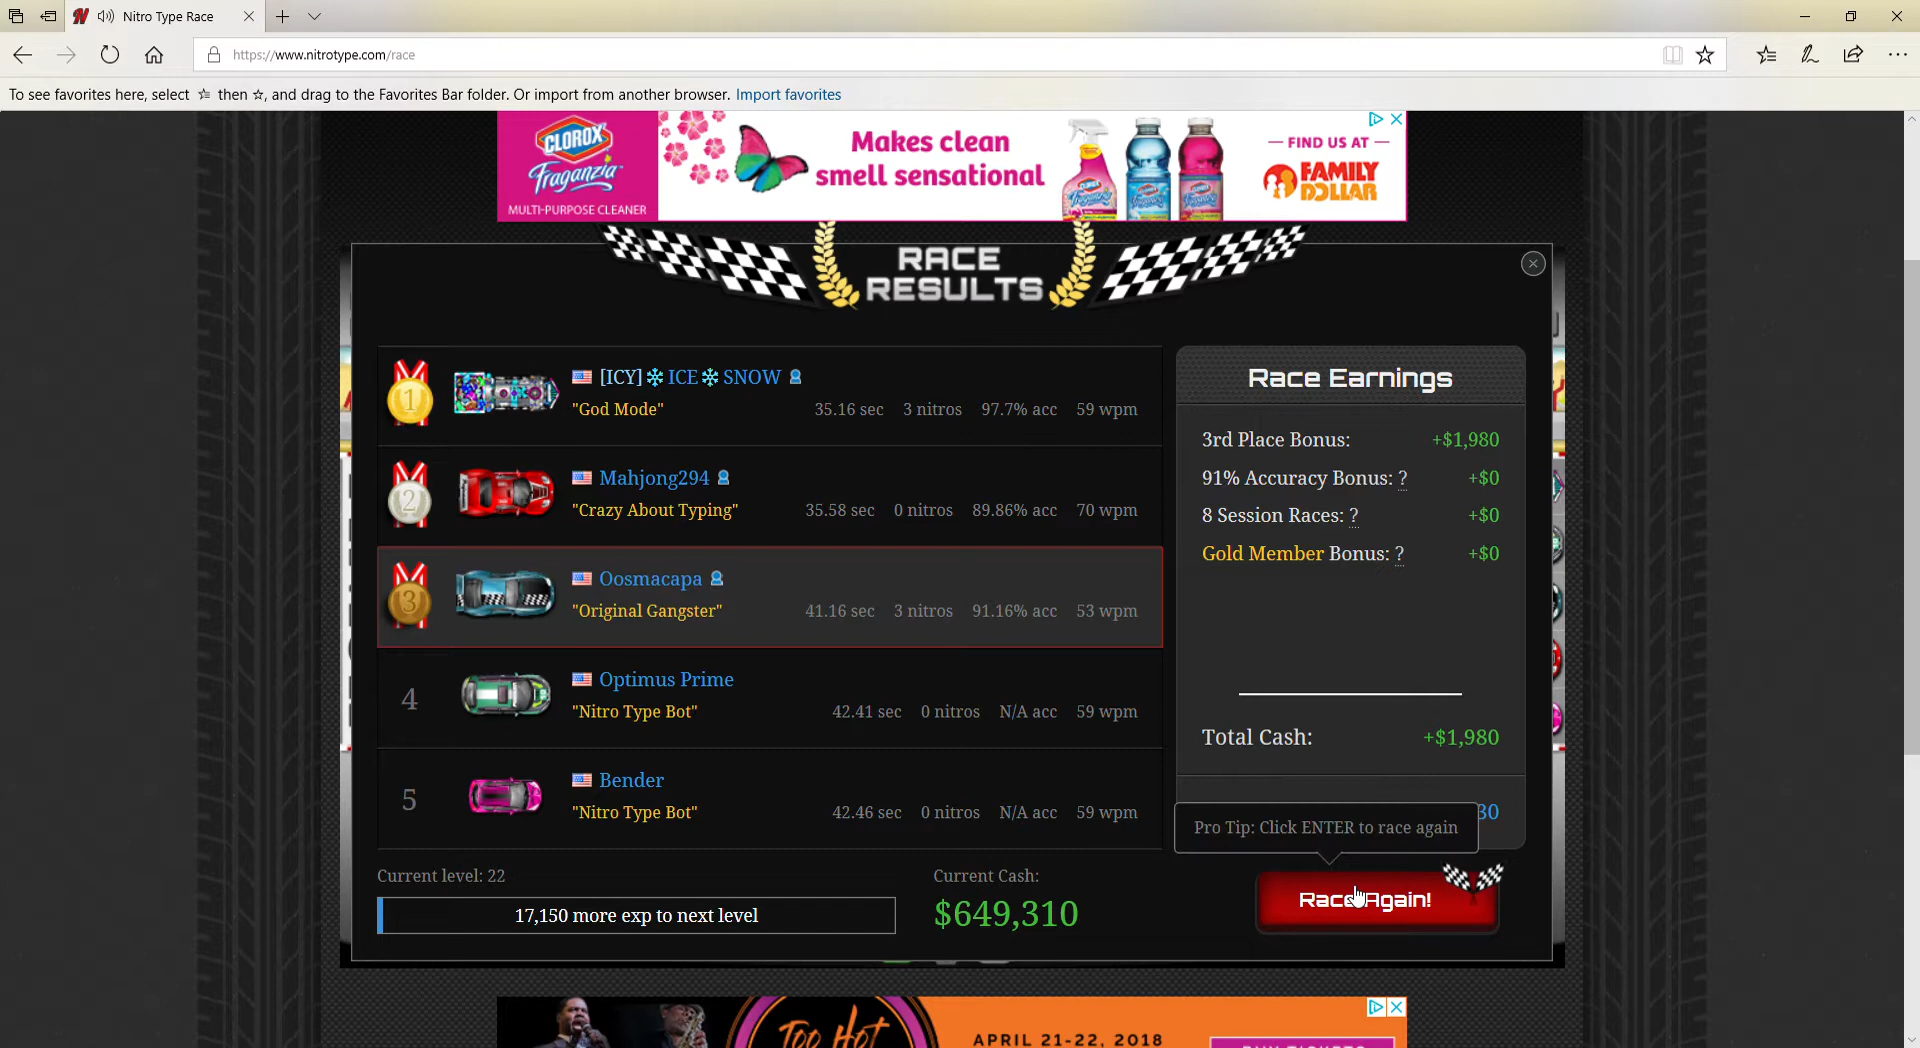 Nitro Type Race
https://www.nitrotype.com/race
To see favorites here, select ☆ then ☆, and drag to the Favorites Bar folder. Or import from another browser. Import favorites
CLOROX
Fraganzia
MULTI-PURPOSE CLEANER
Makes clean
smell sensational
FIND US AT
FAMILY
DOLLAR
RACE
RESULTS
1
[ICY]❄ICE❄SNOW
"God Mode" 35.16 sec 3 nitros 97.7% acc 59 wpm
2
Mahjong294
"Crazy About Typing" 35.58 sec 0 nitros 89.86% acc 70 wpm
3
Oosmacapa
"Original Gangster" 41.16 sec 3 nitros 91.16% acc 53 wpm
4
Optimus Prime
"Nitro Type Bot" 42.41 sec 0 nitros N/A acc 59 wpm
5
Bender
"Nitro Type Bot" 42.46 sec 0 nitros N/A acc 59 wpm
Race Earnings
3rd Place Bonus: +$1,980
91% Accuracy Bonus: ? +$0
8 Session Races: ? +$0
Gold Member Bonus: ? +$0
Total Cash: +$1,980
30
Pro Tip: Click ENTER to race again
Current level: 22
17,150 more exp to next level
Current Cash:
$649,310
Race Again!
Too Hot
APRIL 21-22, 2018